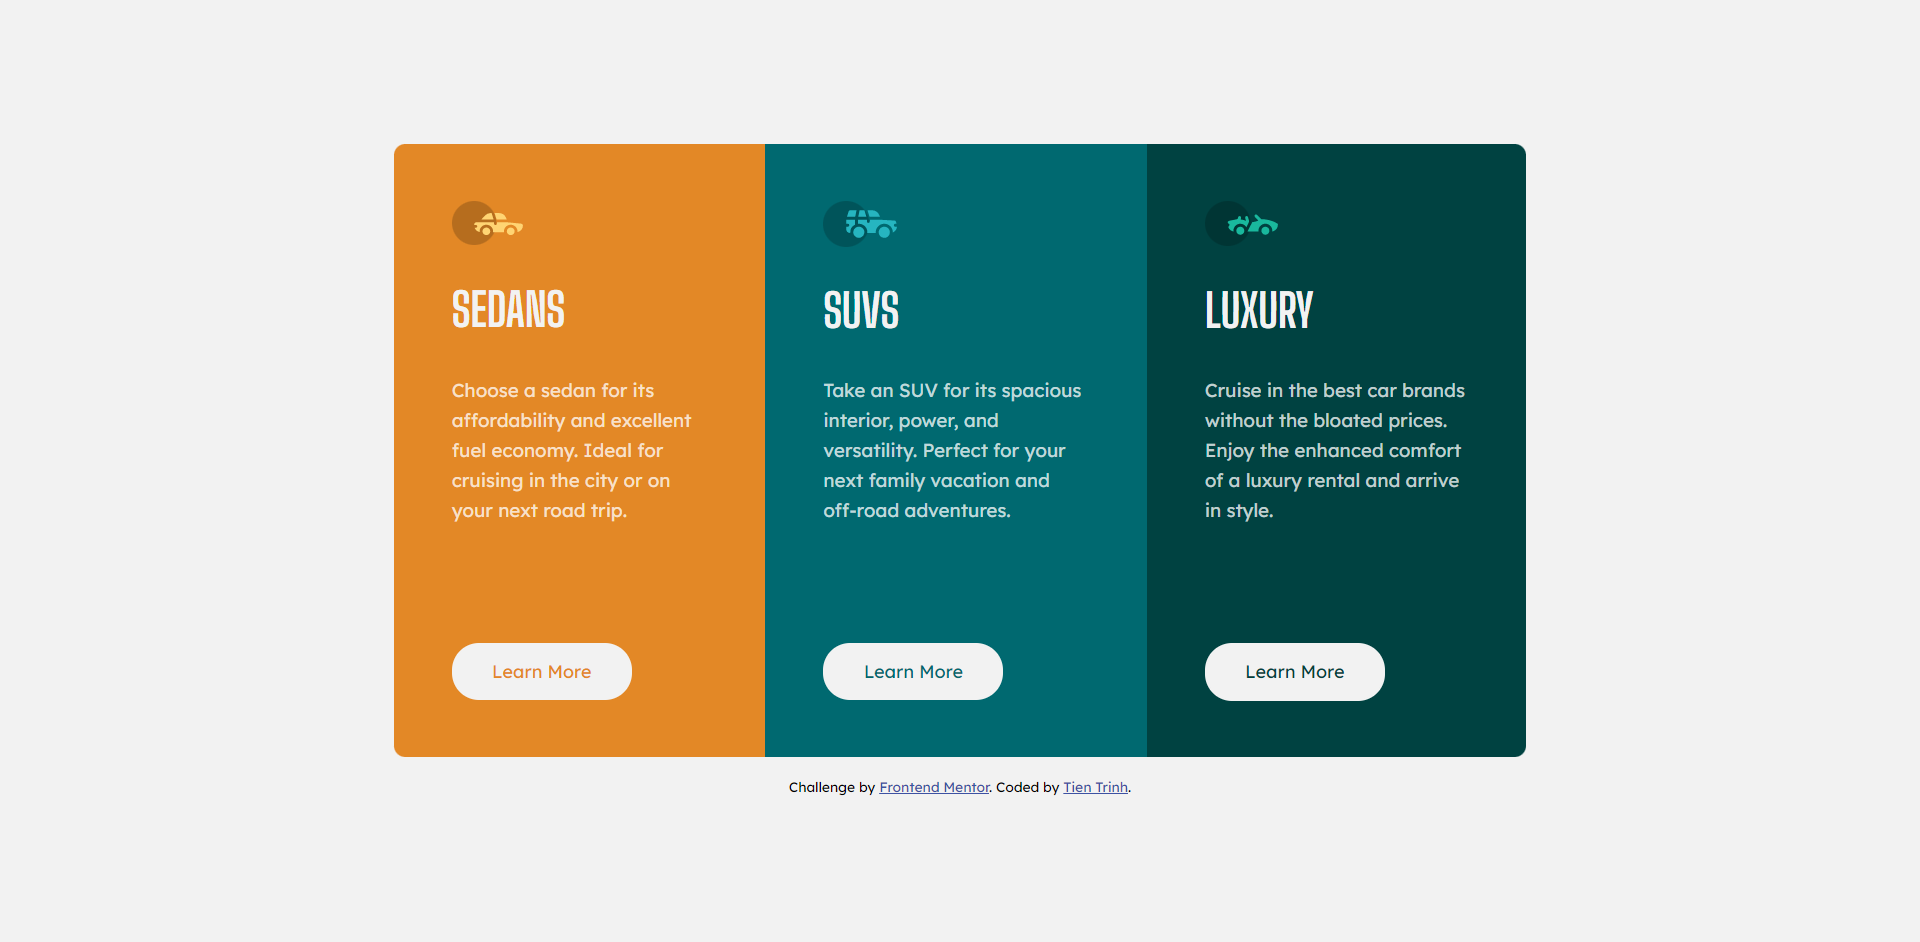 SEDANS
Choose a sedan for its
affordability and excellent
fuel economy. Ideal for
cruising in the city or on
your next road trip.
Learn More
SUVS
Take an SUV for its spacious
interior, power, and
versatility. Perfect for your
next family vacation and
off-road adventures.
Learn More
LUXURY
Cruise in the best car brands
without the bloated prices.
Enjoy the enhanced comfort
of a luxury rental and arrive
in style.
Learn More
Challenge by Frontend Mentor. Coded by Tien Trinh.